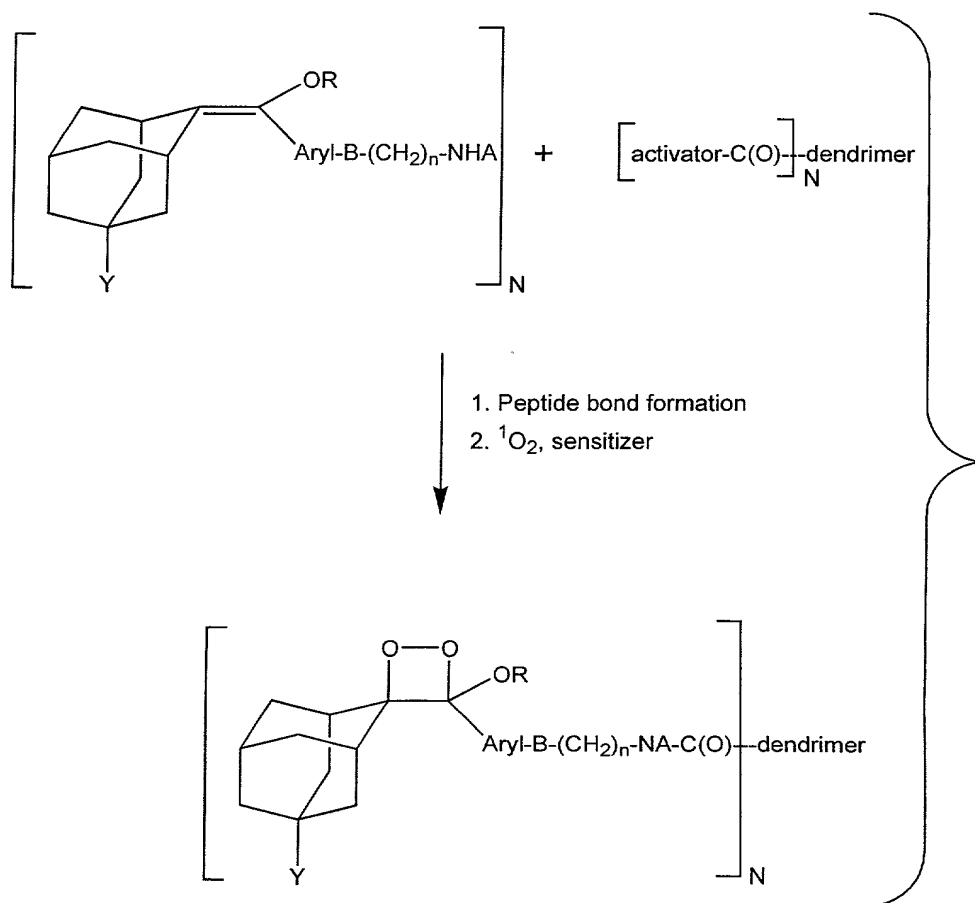 OR
Aryl-B-(CH2)n-NHA
+
activator-C(O)
dendrimer
N
Y
N
1. Peptide bond formation
2. ¹O₂, sensitizer
O
O
OR
Aryl-B-(CH2)n-NA-C(O)
dendrimer
Y
N